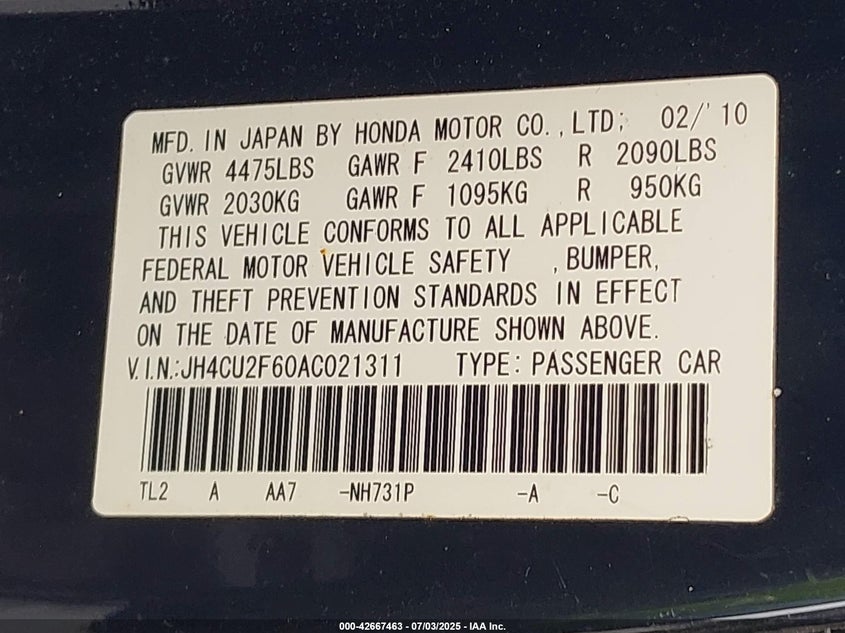 MFD. IN JAPAN BY HONDA MOTOR CO.,LTD; 02/'10
GVWR 4475LBS GAWR F 2410LBS R 2090LBS
GVWR 2030KG GAWR F 1095KG R 950KG
THIS VEHICLE CONFORMS TO ALL APPLICABLE
FEDERAL MOTOR VEHICLE SAFETY ,BUMPER,
AND THEFT PREVENTION STANDARDS IN EFFECT
ON THE DATE OF MANUFACTURE SHOWN ABOVE.
V.I.N.:JH4CU2F60AC021311 TYPE: PASSENGER CAR
TL2 A AA7 -NH731P -A -C
000-42667463 - 07/03/2025 - IAA Inc.